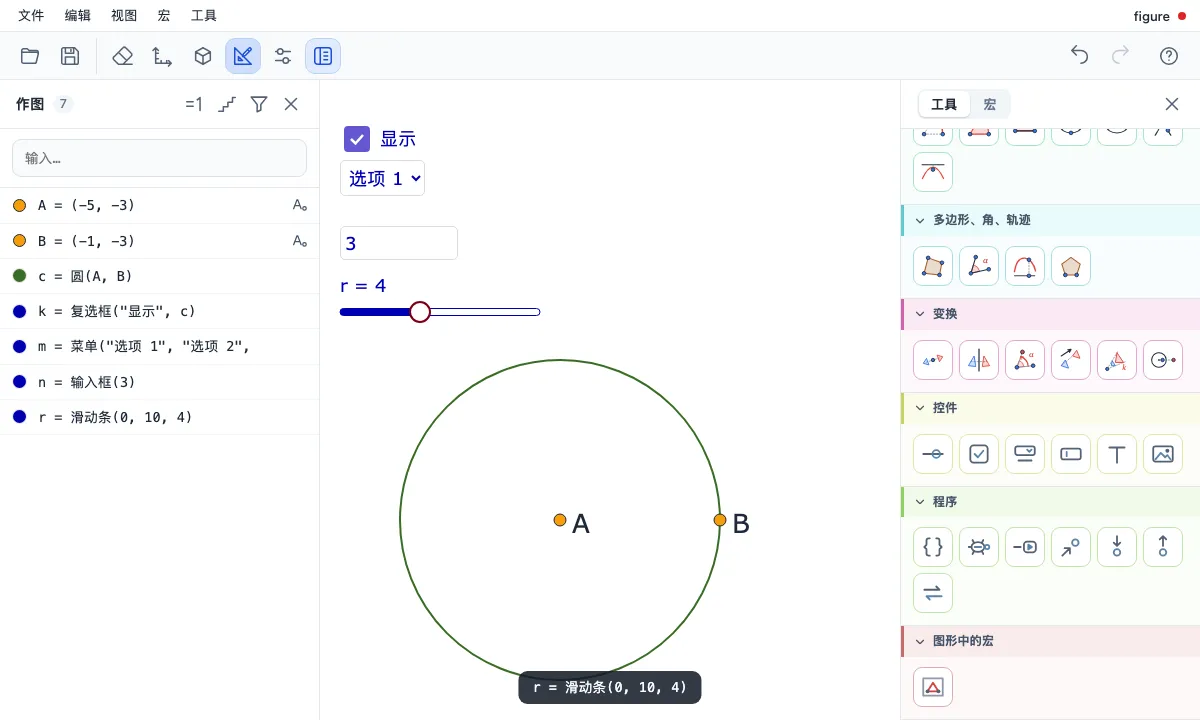 文件 编辑 视图 宏 工具 figure
作图 7 =1
输入…
A = (-5, -3)
B = (-1, -3)
c = 圆(A, B)
k = 复选框("显示", c)
m = 菜单("选项 1", "选项 2",
n = 输入框(3)
r = 滑动条(0, 10, 4)
显示
选项 1
3
r = 4
A
B
r = 滑动条(0, 10, 4)
工具 宏
多边形、角、轨迹
变换
控件
程序
图形中的宏